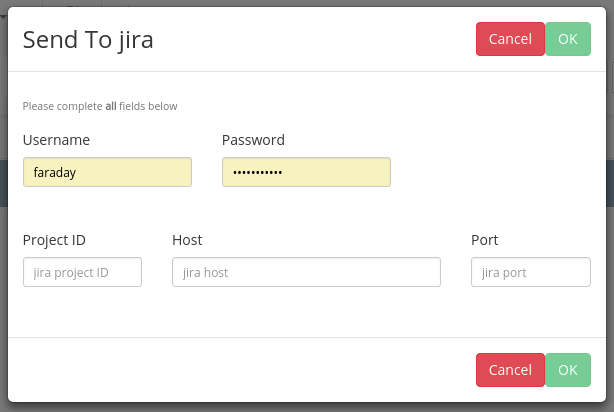 Send To jira
Cancel OK
Please complete all fields below
Username Password
faraday •••••••••••
Project ID Host Port
jira project ID jira host jira port
Cancel OK